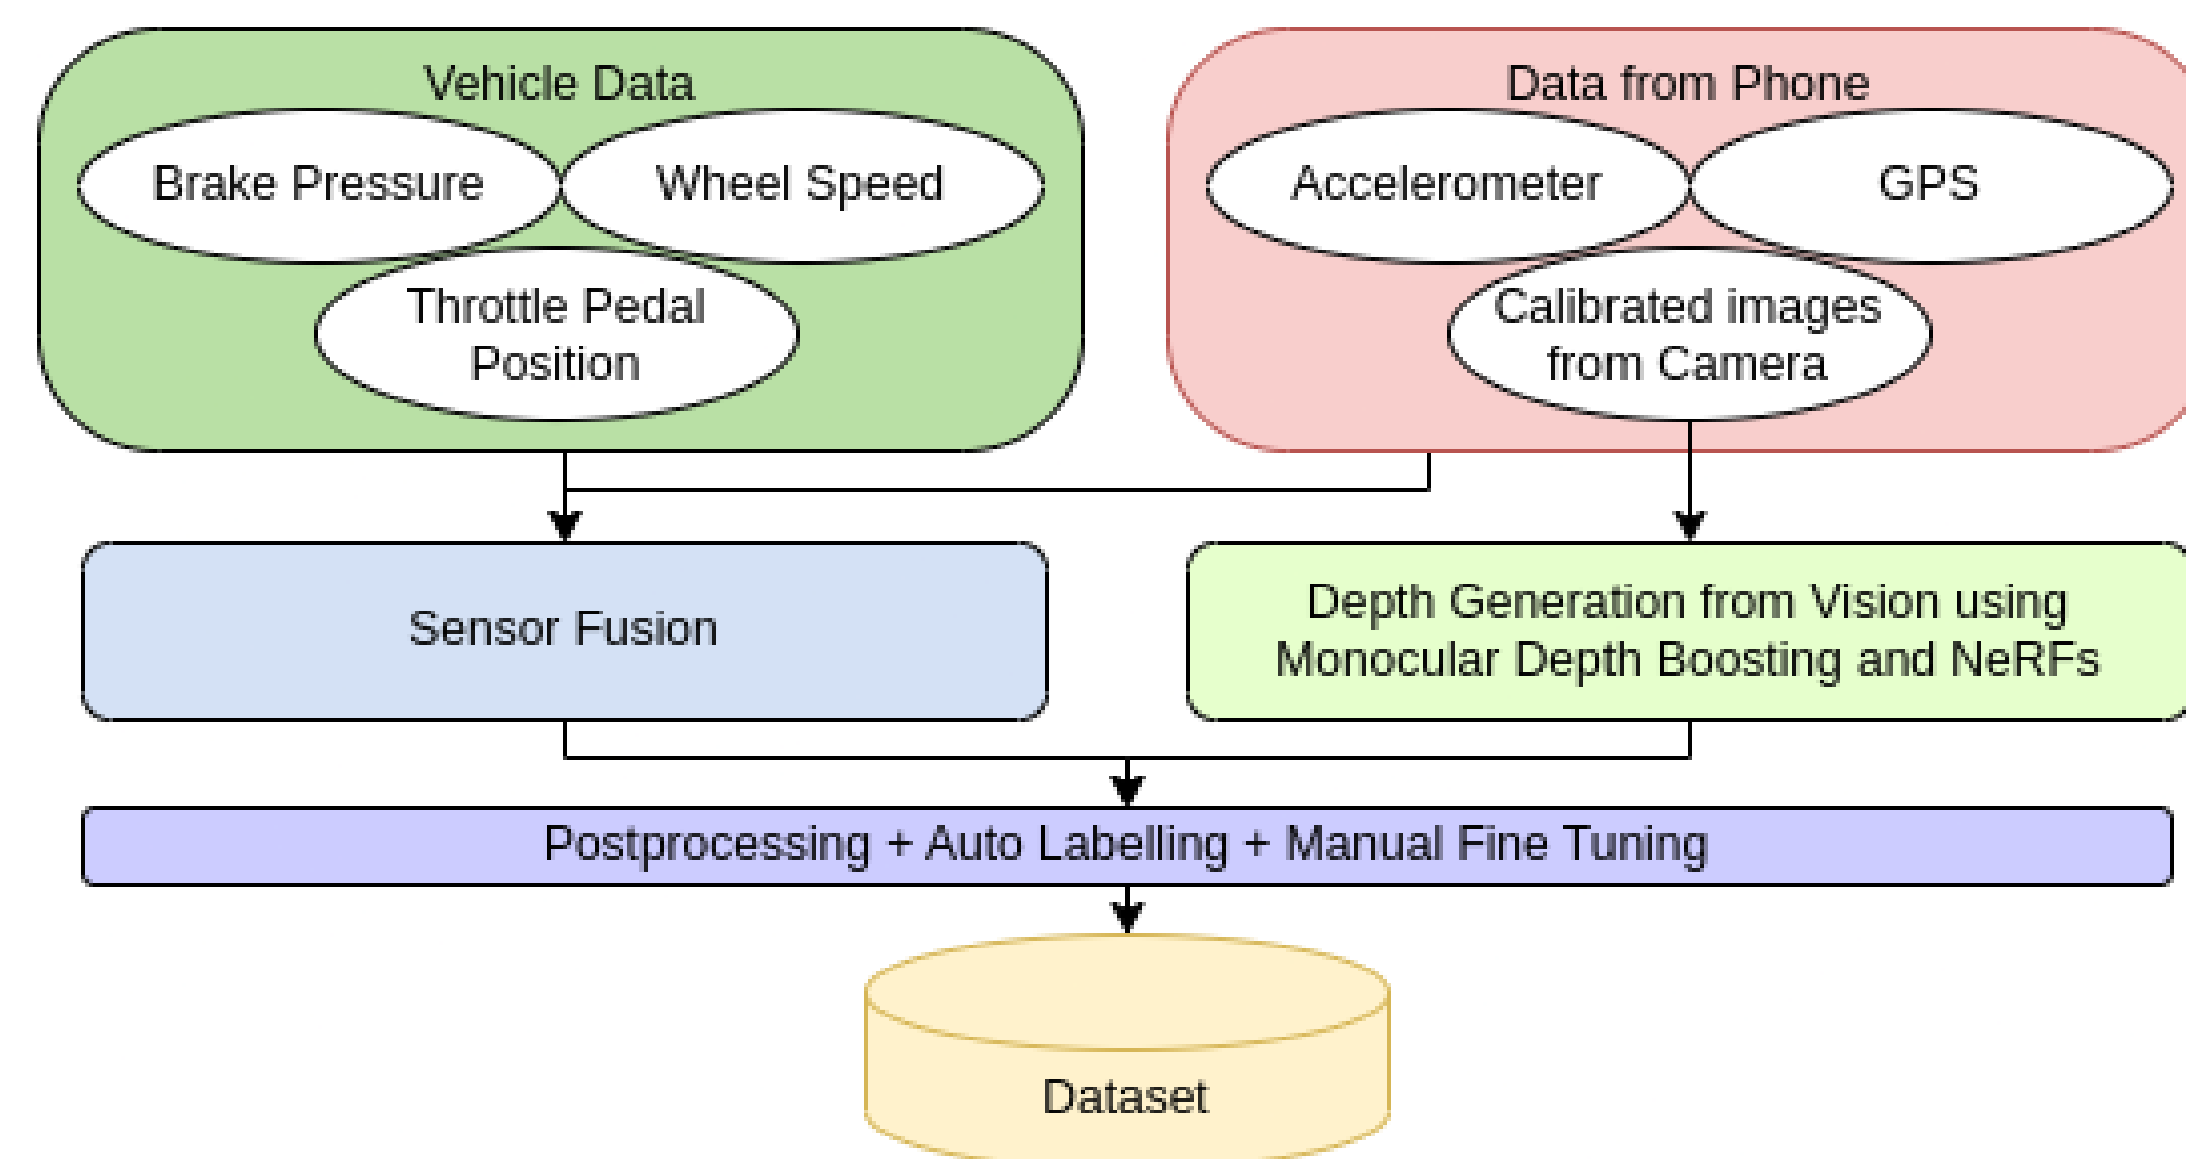 Vehicle Data
Brake Pressure
Wheel Speed
Throttle Pedal
Position
Data from Phone
Accelerometer
GPS
Calibrated images
from Camera
Sensor Fusion
Depth Generation from Vision using
Monocular Depth Boosting and NeRFs
Postprocessing + Auto Labelling + Manual Fine Tuning
Dataset